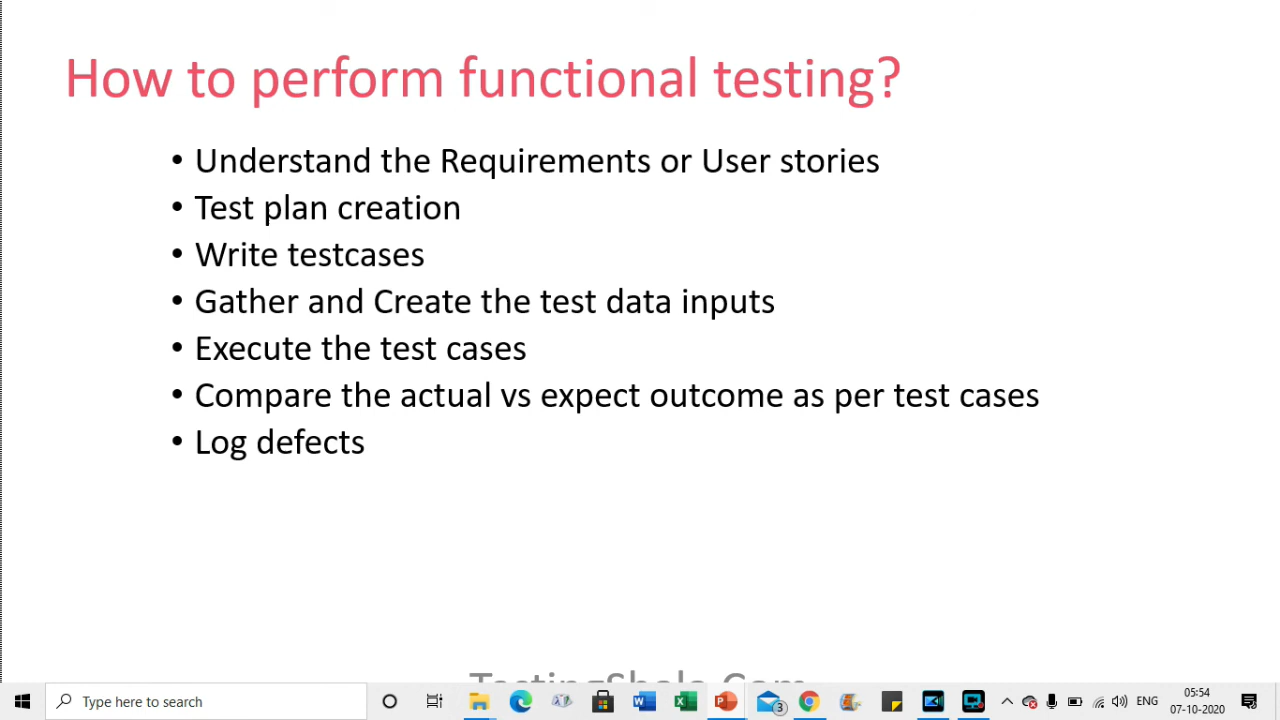 How to perform functional testing?
• Understand the Requirements or User stories
• Test plan creation
• Write testcases
• Gather and Create the test data inputs
• Execute the test cases
• Compare the actual vs expect outcome as per test cases
• Log defects
Type here to search
3
ENG
05:54
07-10-2020